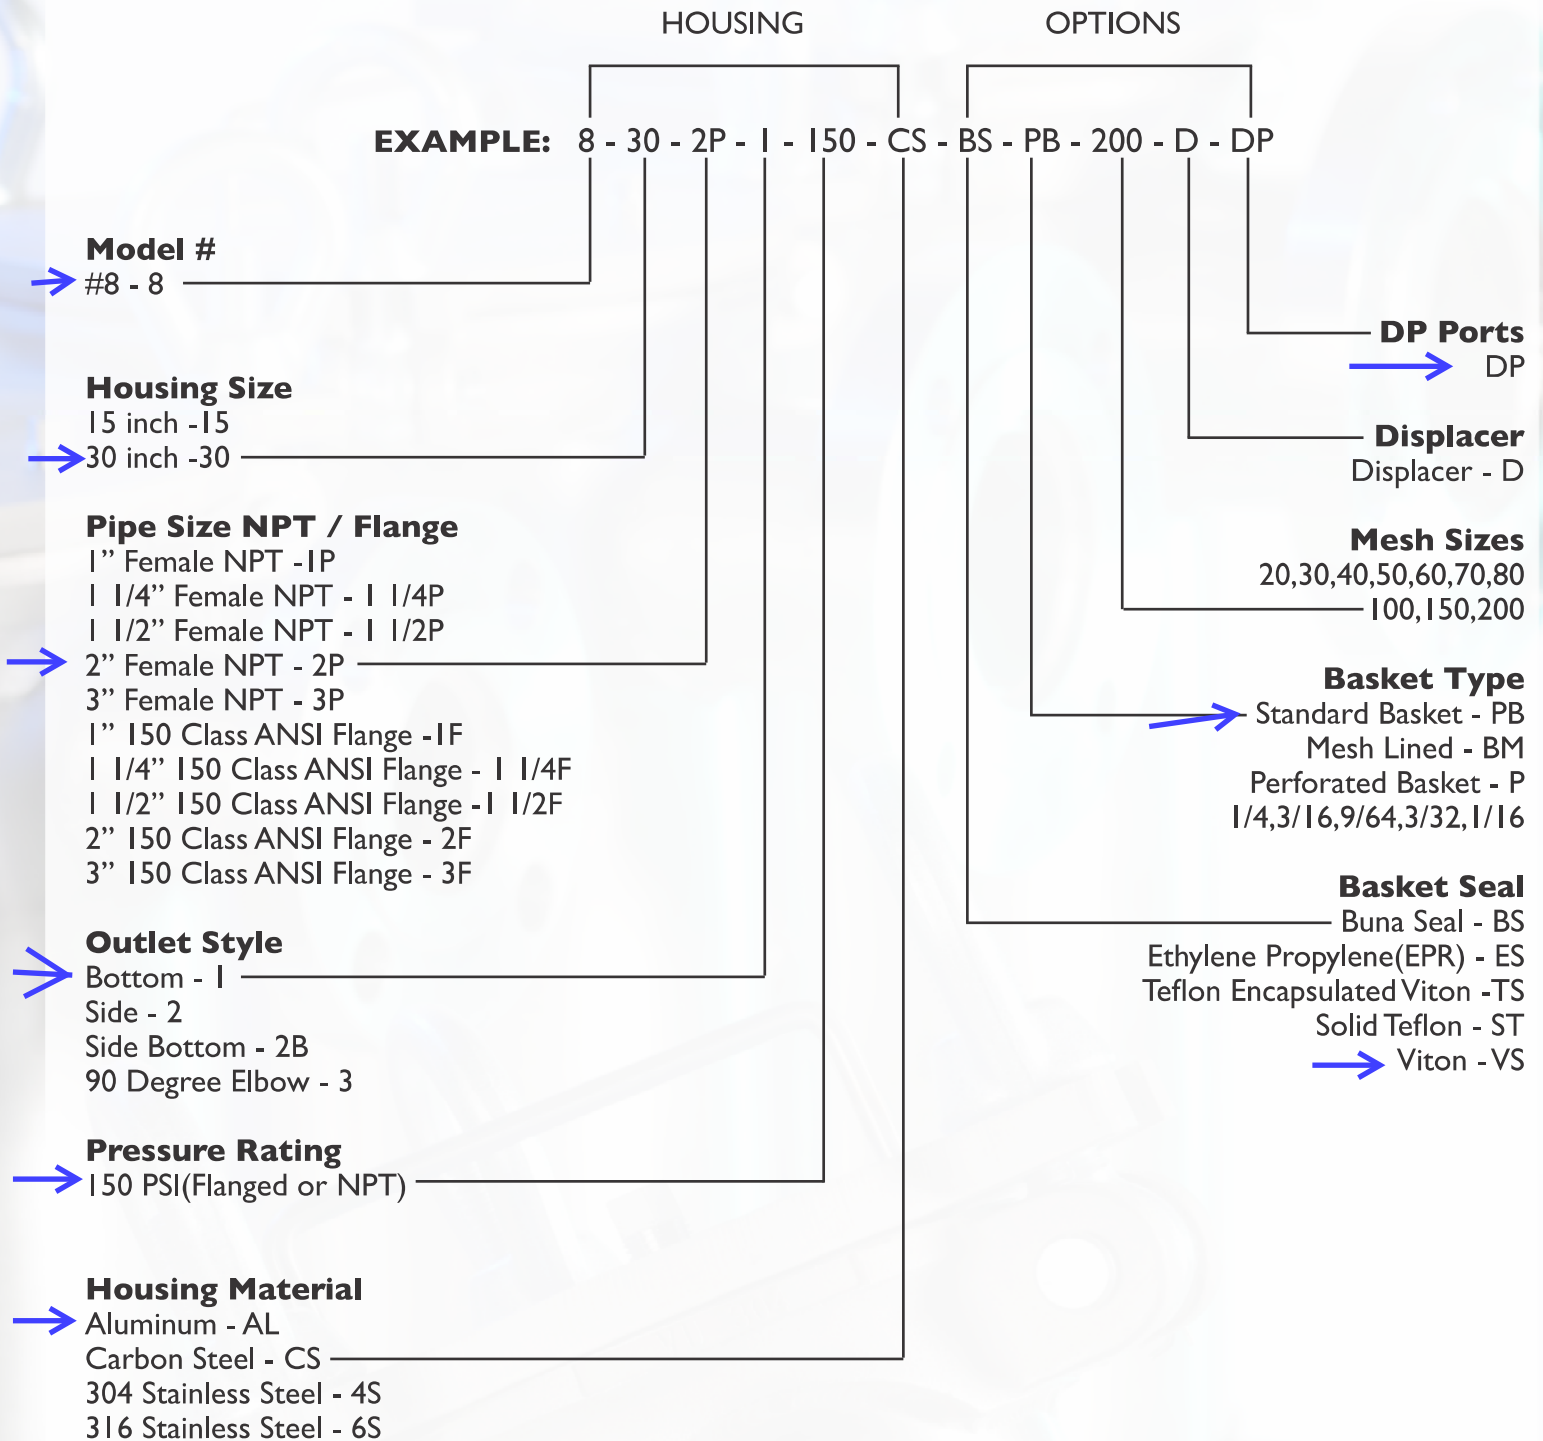 HOUSING OPTIONS
EXAMPLE: 8 - 30 - 2P - 1 - 150 - CS - BS - PB - 200 - D - DP
Model #
#8 - 8
Housing Size
15 inch -15
30 inch -30
Pipe Size NPT / Flange
1” Female NPT -1P
1 1/4” Female NPT - 1 1/4P
1 1/2” Female NPT - 1 1/2P
2” Female NPT - 2P
3” Female NPT - 3P
1” 150 Class ANSI Flange -1F
1 1/4” 150 Class ANSI Flange - 1 1/4F
1 1/2” 150 Class ANSI Flange -1 1/2F
2” 150 Class ANSI Flange - 2F
3” 150 Class ANSI Flange - 3F
Outlet Style
Bottom - 1
Side - 2
Side Bottom - 2B
90 Degree Elbow - 3
Pressure Rating
150 PSI(Flanged or NPT)
Housing Material
Aluminum - AL
Carbon Steel - CS
304 Stainless Steel - 4S
316 Stainless Steel - 6S
DP Ports
DP
Displacer
Displacer - D
Mesh Sizes
20,30,40,50,60,70,80
100,150,200
Basket Type
Standard Basket - PB
Mesh Lined - BM
Perforated Basket - P
1/4,3/16,9/64,3/32,1/16
Basket Seal
Buna Seal - BS
Ethylene Propylene(EPR) - ES
Teflon Encapsulated Viton -TS
Solid Teflon - ST
Viton - VS